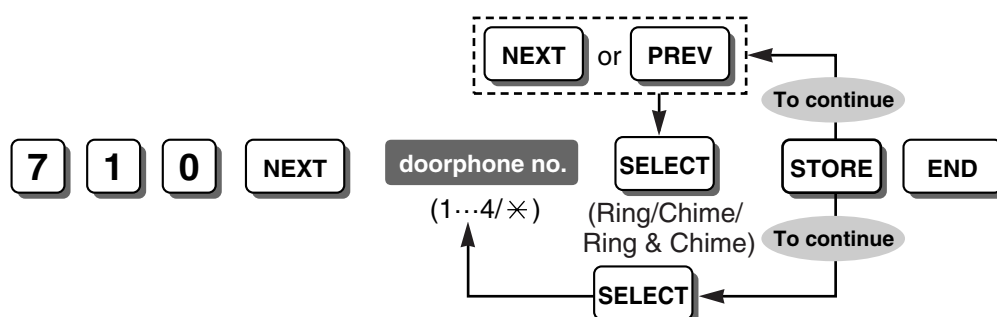 NEXT or PREV
To continue
7 1 0 NEXT doorphone no. SELECT STORE END
(1···4/✳)
(Ring/Chime/
Ring & Chime)
To continue
SELECT